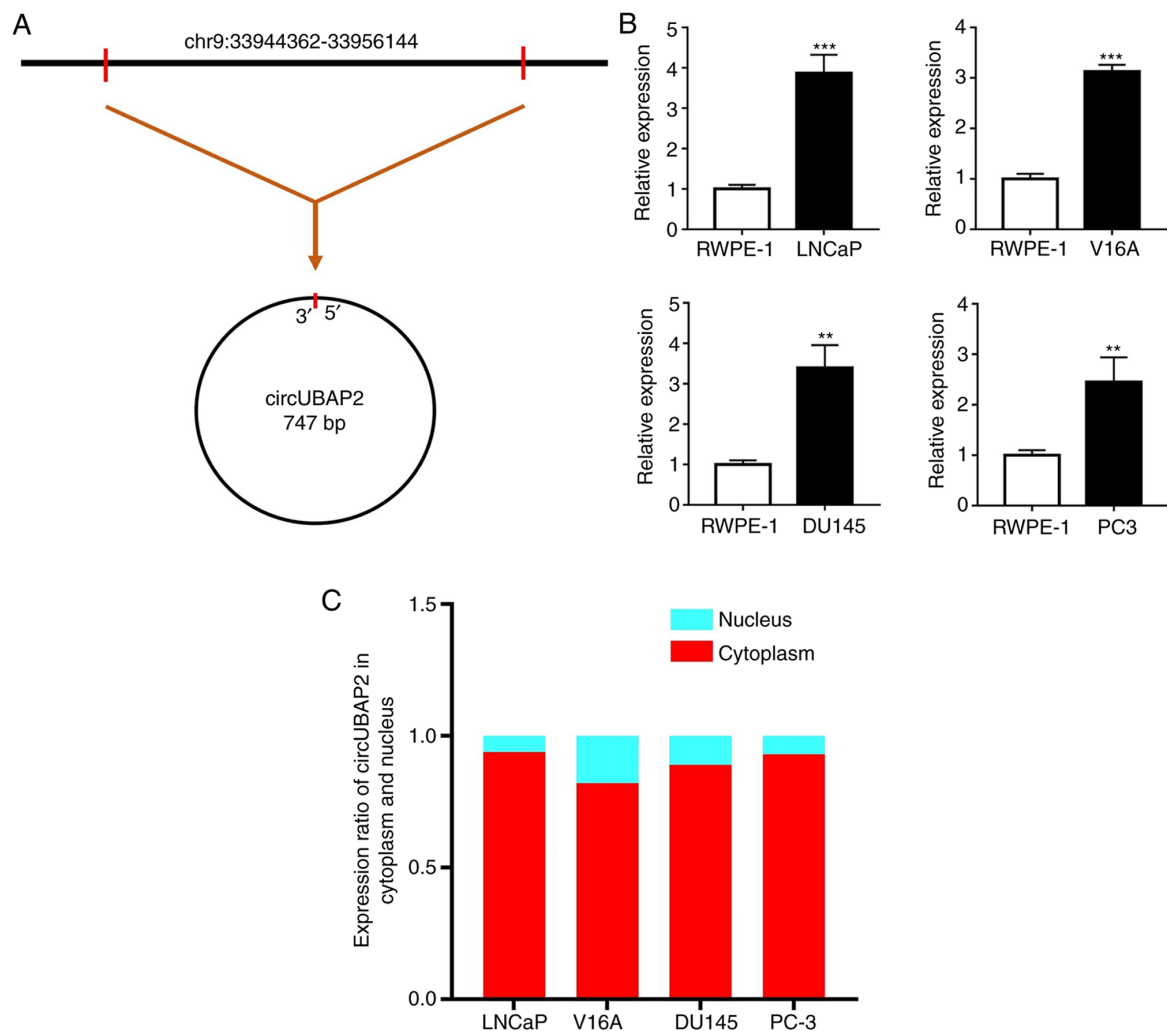 A
chr9:33944362-33956144
3′ 5′
circUBAP2
747 bp
B
Relative expression
5
4
3
2
1
0
***
RWPE-1 LNCaP
Relative expression
4
3
2
1
0
***
RWPE-1 V16A
Relative expression
5
4
3
2
1
0
**
RWPE-1 DU145
Relative expression
4
3
2
1
0
**
RWPE-1 PC3
C
Expression ratio of circUBAP2 in
cytoplasm and nucleus
1.5
1.0
0.5
0.0
Nucleus
Cytoplasm
LNCaP V16A DU145 PC-3